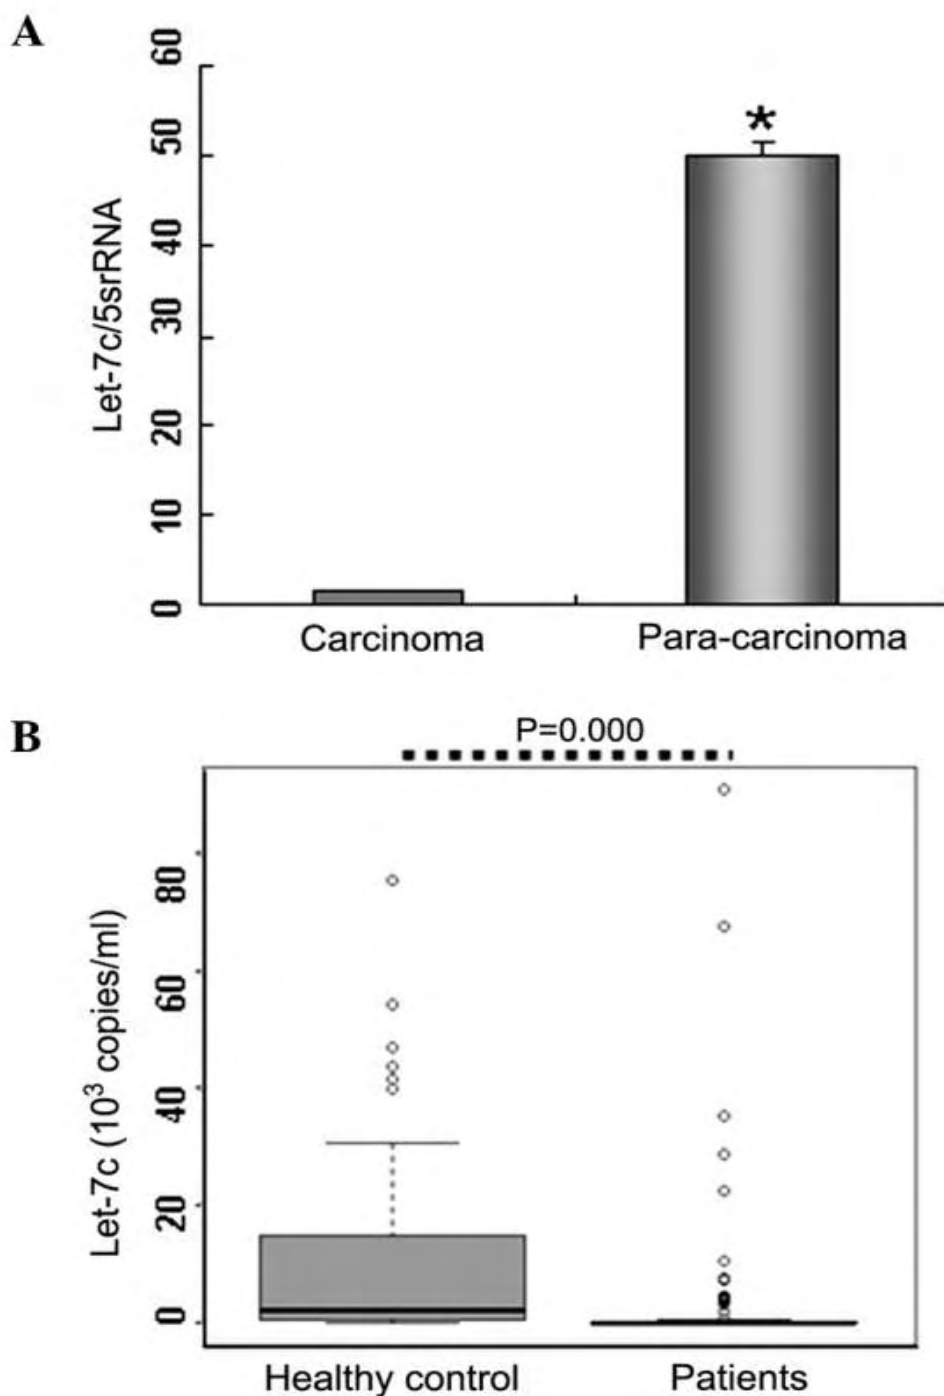 A
60
50
40
30
20
10
0
Let-7c/5srRNA
*
Carcinoma
Para-carcinoma
B
P=0.000
80
60
40
20
0
Let-7c (10³ copies/ml)
Healthy control
Patients